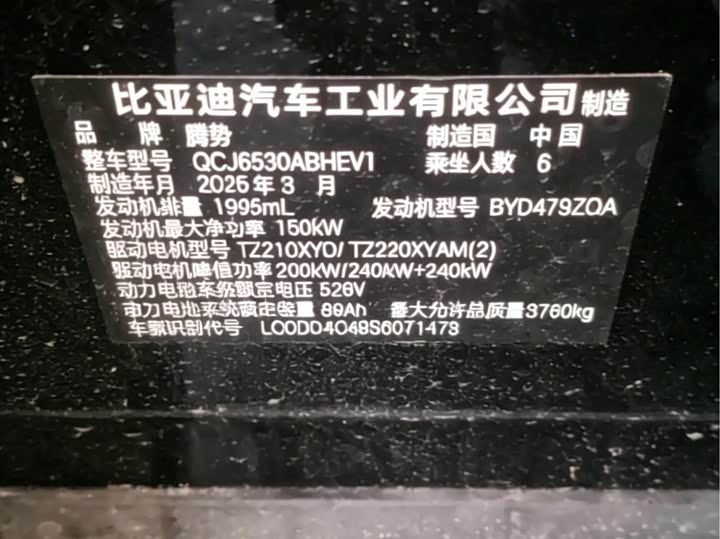 比亚迪汽车工业有限公司制造
品 牌 腾势 制造国 中国
整车型号 QCJ6530ABHEV1 乘坐人数 6
制造年月 2025年3月
发动机排量 1995mL 发动机型号 BYD479ZQA
发动机最大净功率 150kW
驱动电机型号 TZ210XYO/ TZ220XYAM(2)
驱动电机峰值功率 200kW/240kW+240kW
动力电池系统额定电压
动力电池系统额定容量 最大允许总质量
车辆识别代号